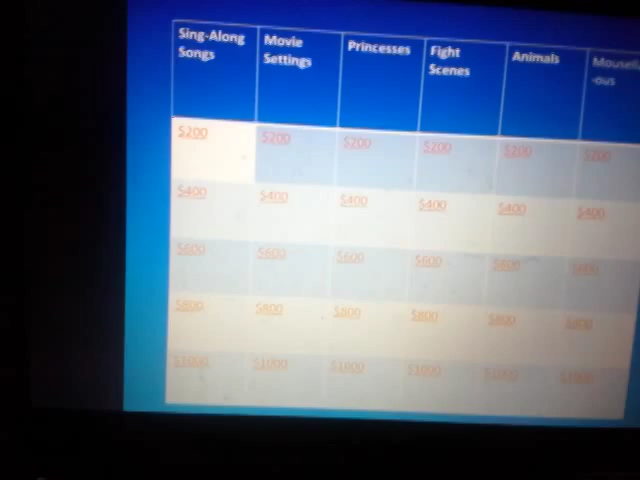 Sing-Along
Songs
Movie
Settings
Princesses
Fight
Scenes
Animals
-ous
$200 $200 $200 $200 $200 $200
$400 $400 $400 $400 $400 $400
$600 $600 $600 $600 $600 $600
$800 $800 $800 $800 $800 $800
$1000 $1000 $1000 $1000 $1000 $1000